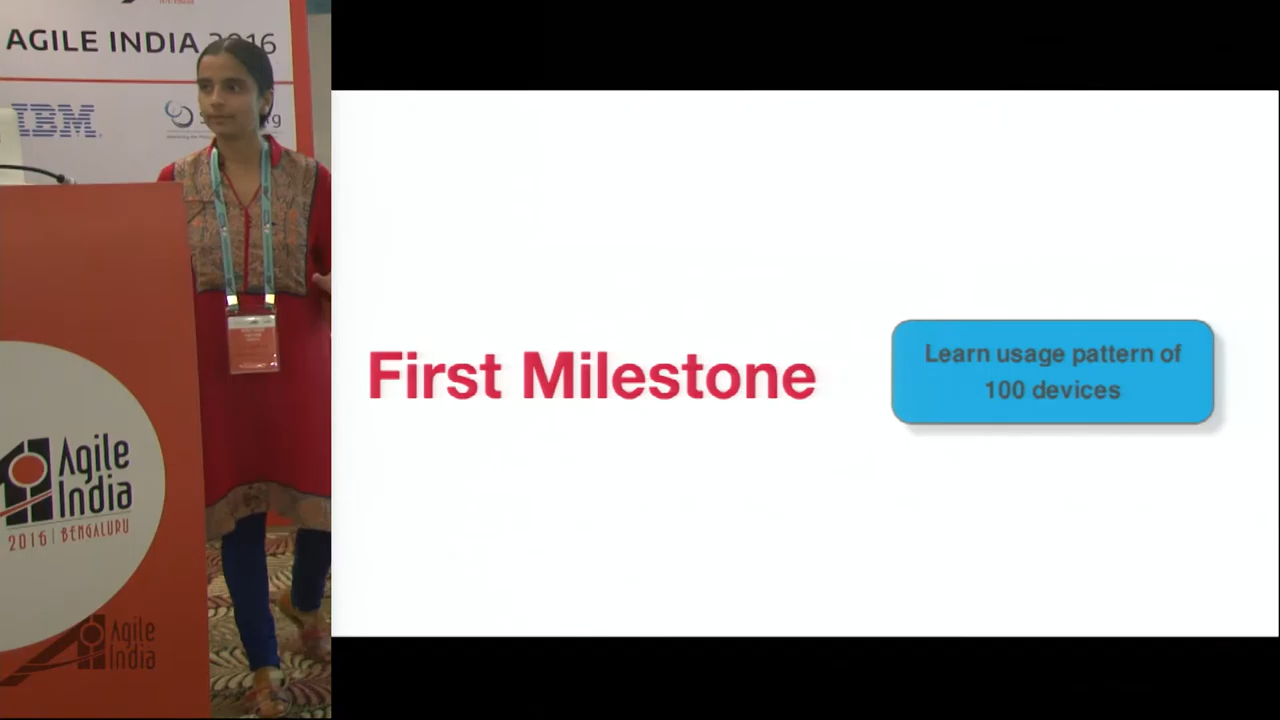 AGILE INDIA 2016
IBM
Agile
India
2016 | BENGALURU
Agile
India
First Milestone
Learn usage pattern of
100 devices